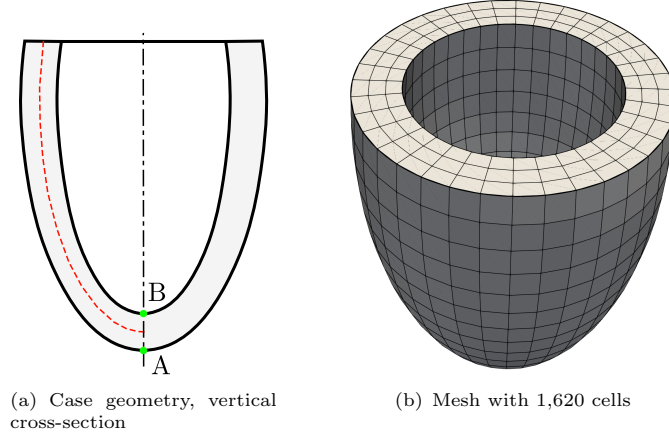 B
A
(a) Case geometry, vertical
cross-section
(b) Mesh with 1,620 cells